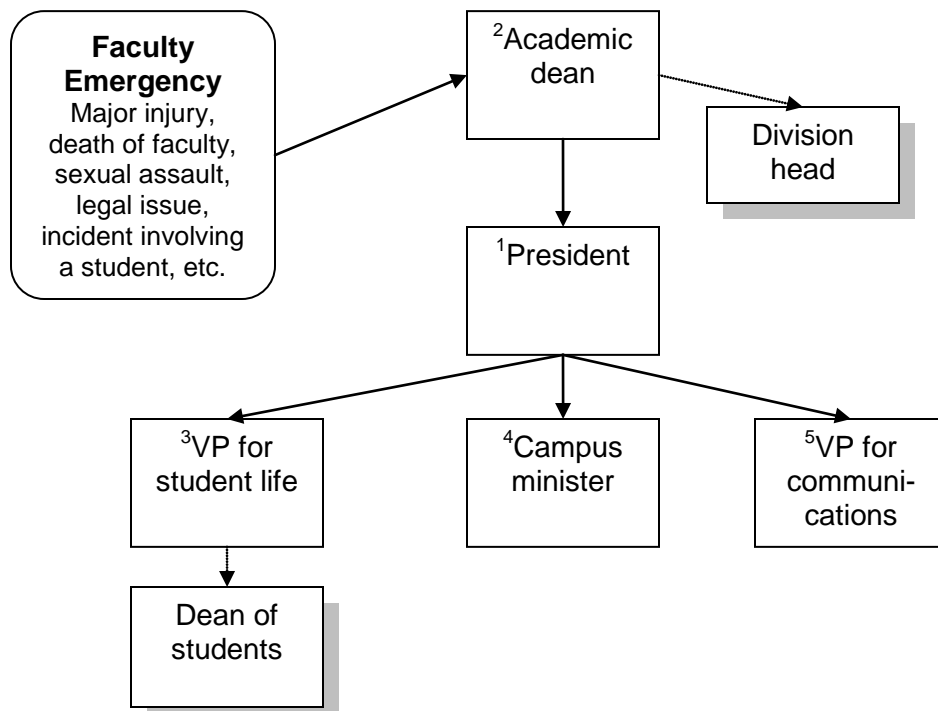 Faculty
Emergency
Major injury,
death of faculty,
sexual assault,
legal issue,
incident involving
a student, etc.
²Academic
dean
Division
head
¹President
³VP for
student life
⁴Campus
minister
⁵VP for
communi-
cations
Dean of
students